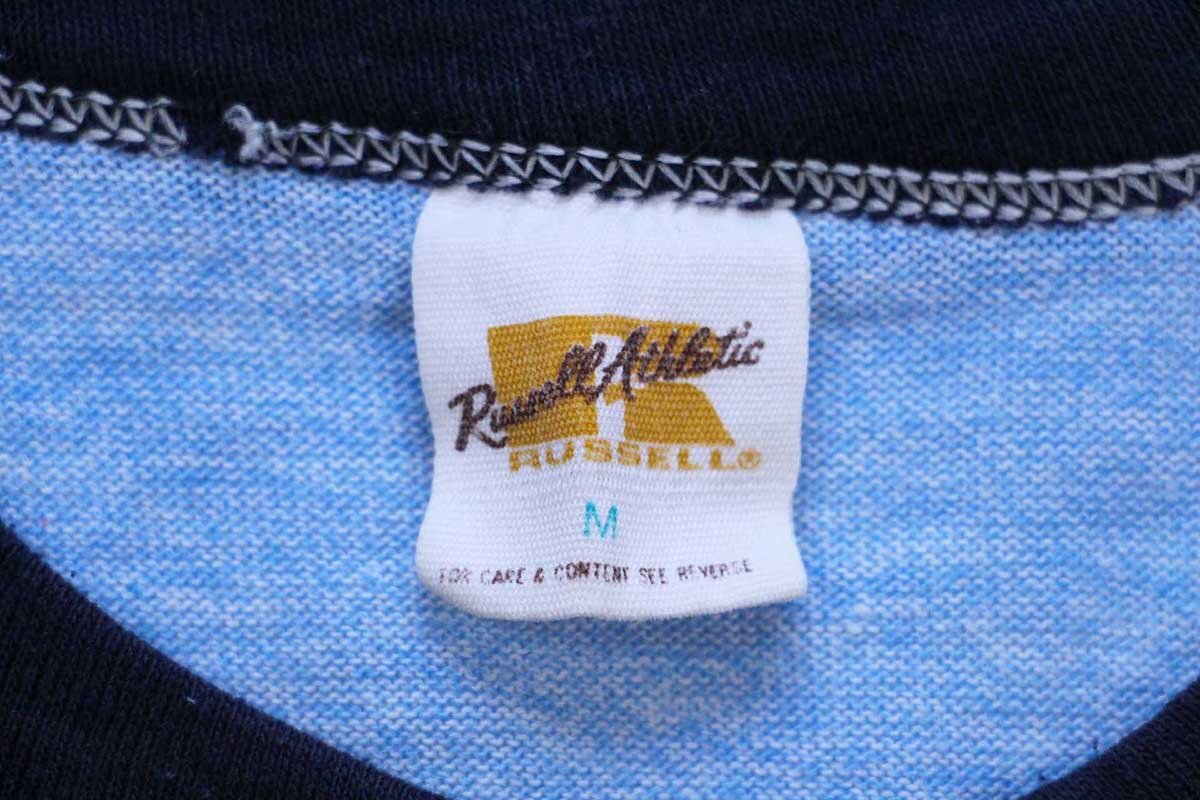 Russell Athletic
RUSSELL®
M
FOR CARE & CONTENT SEE REVERSE